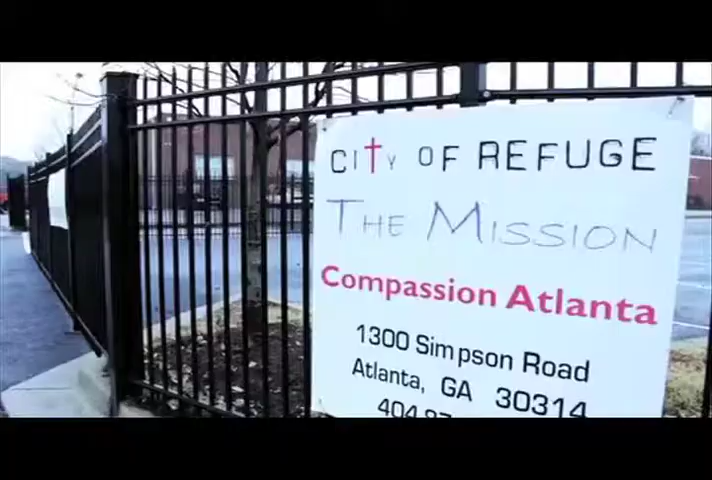 CITY OF REFUGE
THE MISSION
Compassion Atlanta
1300 Simpson Road
Atlanta, GA 30314